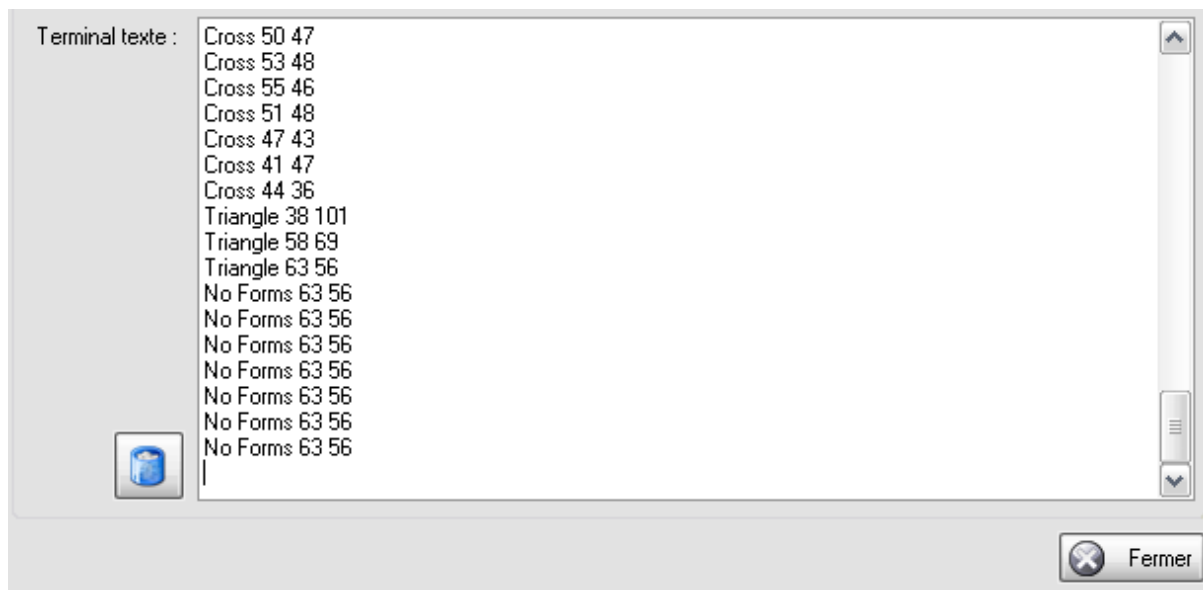 Terminal texte :
Cross 50 47
Cross 53 48
Cross 55 46
Cross 51 48
Cross 47 43
Cross 41 47
Cross 44 36
Triangle 38 101
Triangle 58 69
Triangle 63 56
No Forms 63 56
No Forms 63 56
No Forms 63 56
No Forms 63 56
No Forms 63 56
No Forms 63 56
No Forms 63 56
Fermer